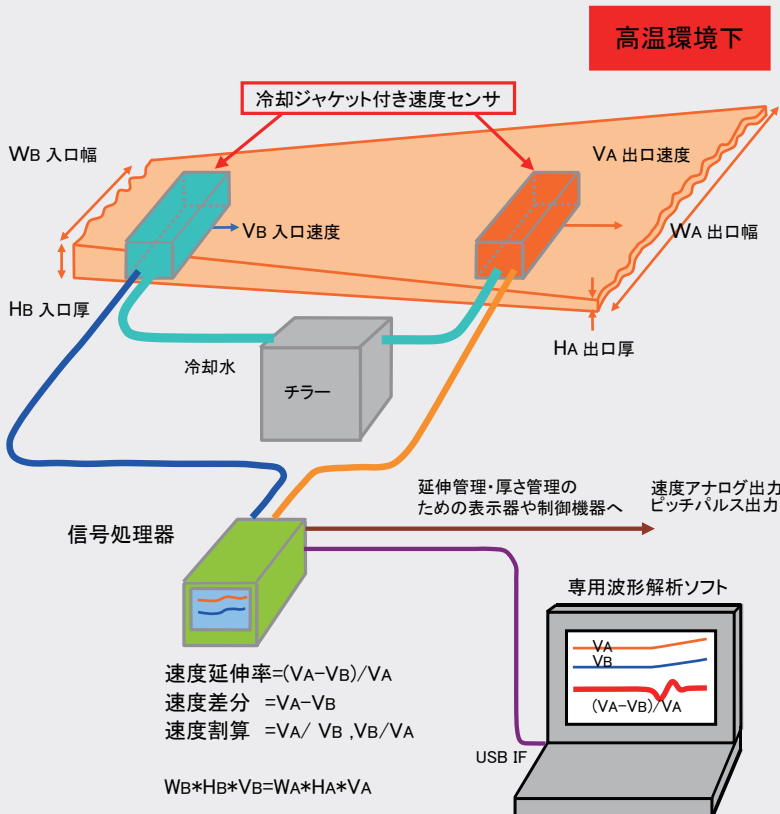 高温環境下
冷却ジャケット付き速度センサ
WB 入口幅
VA 出口速度
VB 入口速度
WA 出口幅
HB 入口厚
HA 出口厚
冷却水
チラー
延伸管理・厚さ管理の
ための表示器や制御機器へ
速度アナログ出力
ピッチパルス出力
信号処理器
専用波形解析ソフト
VA
VB
(VA-VB)/VA
速度延伸率=(VA-VB)/VA
速度差分 =VA-VB
速度割算 =VA/ VB ,VB/VA
USB IF
WB*HB*VB=WA*HA*VA